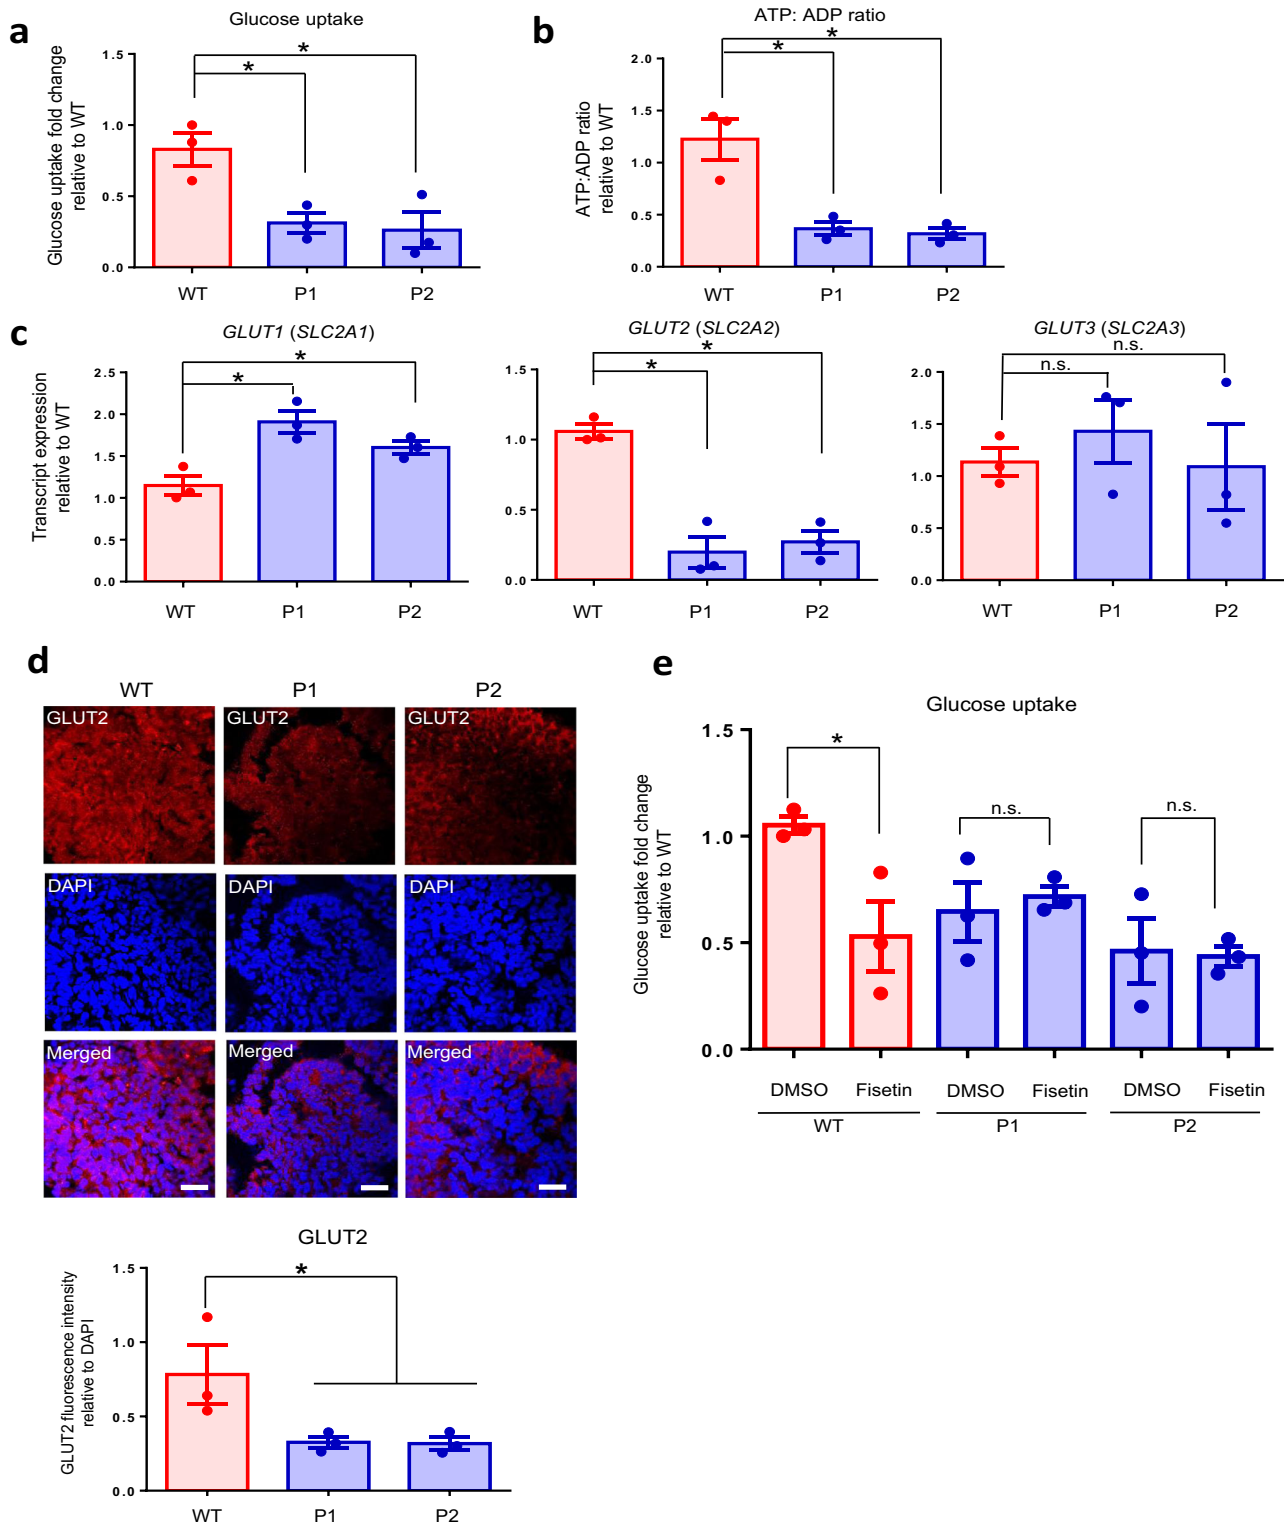 a
Glucose uptake
Glucose uptake fold change
relative to WT
1.5
1.0
0.5
0.0
*
*
WT
P1
P2
b
ATP: ADP ratio
ATP:ADP ratio
relative to WT
2.0
1.5
1.0
0.5
0.0
*
*
WT
P1
P2
c
GLUT1 (SLC2A1)
Transcript expression
relative to WT
2.5
2.0
1.5
1.0
0.5
0.0
*
*
WT
P1
P2
GLUT2 (SLC2A2)
1.5
1.0
0.5
0.0
*
*
WT
P1
P2
GLUT3 (SLC2A3)
2.0
1.5
1.0
0.5
0.0
n.s.
n.s.
WT
P1
P2
d
WT
P1
P2
GLUT2
GLUT2
GLUT2
DAPI
DAPI
DAPI
Merged
Merged
Merged
GLUT2
GLUT2 fluorescence intensity
relative to DAPI
1.5
1.0
0.5
0.0
*
WT
P1
P2
e
Glucose uptake
Glucose uptake fold change
relative to WT
1.5
1.0
0.5
0.0
*
n.s.
n.s.
DMSO
Fisetin
DMSO
Fisetin
DMSO
Fisetin
WT
P1
P2